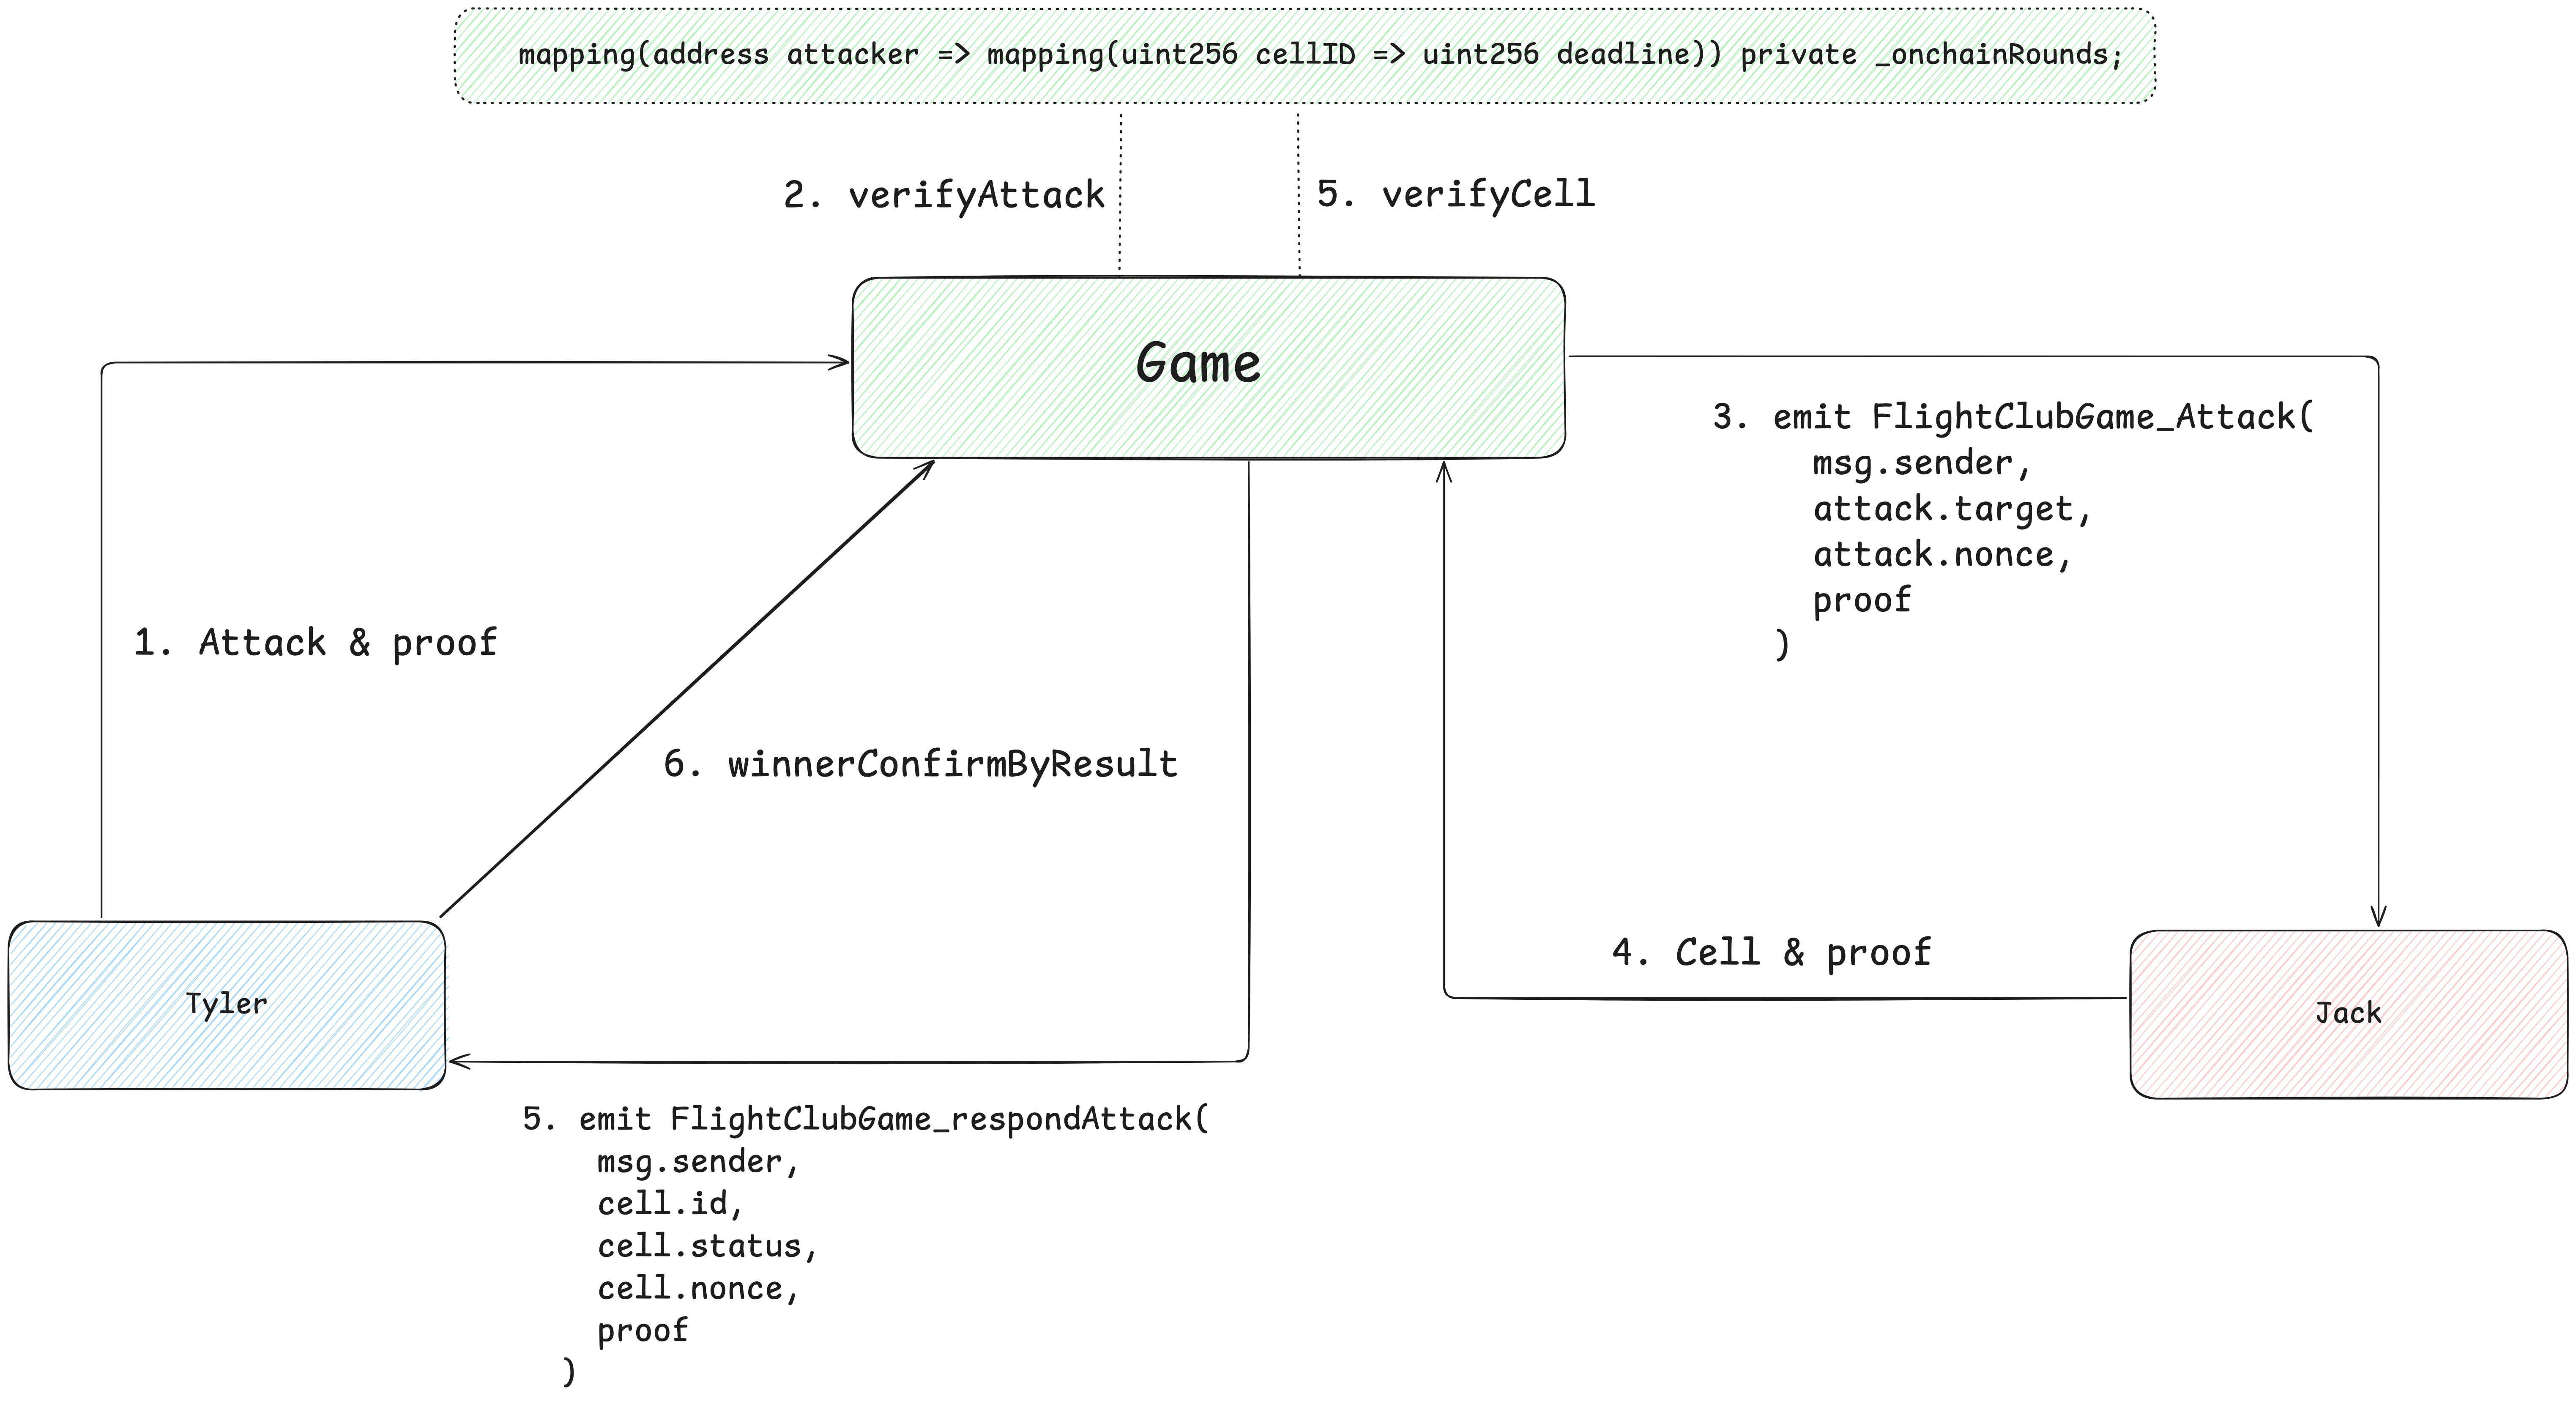 mapping(address attacker => mapping(uint256 cellID => uint256 deadline)) private _onchainRounds;
2. verifyAttack
5. verifyCell
Game
3. emit FlightClubGame_Attack(
msg.sender,
attack.target,
attack.nonce,
proof
)
1. Attack & proof
6. winnerConfirmByResult
4. Cell & proof
Tyler
Jack
5. emit FlightClubGame_respondAttack(
msg.sender,
cell.id,
cell.status,
cell.nonce,
proof
)